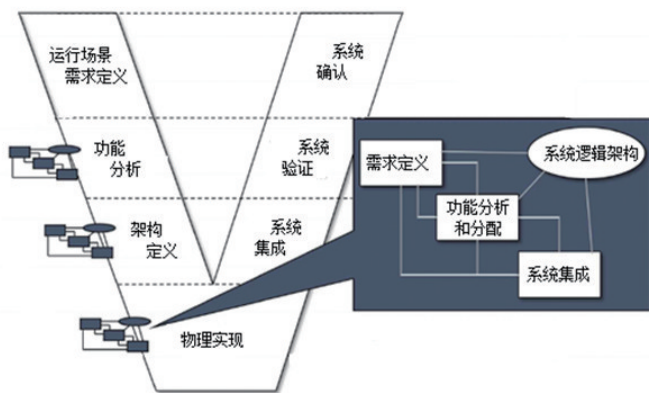 运行场景
需求定义
系统
确认
功能
分析
系统
验证
架构
定义
系统
集成
物理实现
需求定义
系统逻辑架构
功能分析
和分配
系统集成